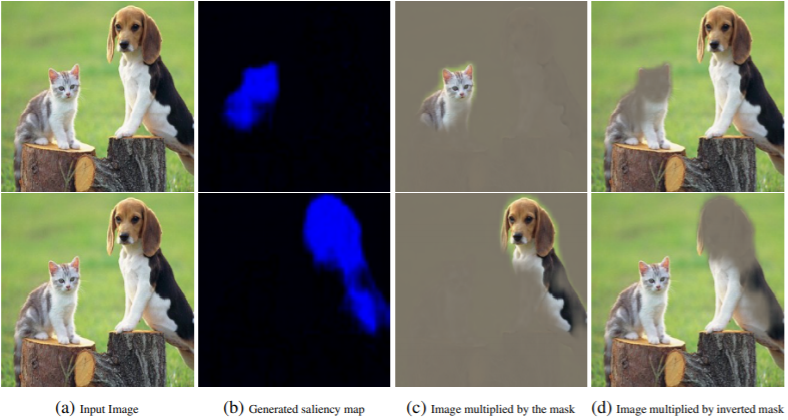 (a) Input Image (b) Generated saliency map (c) Image multiplied by the mask (d) Image multiplied by inverted mask